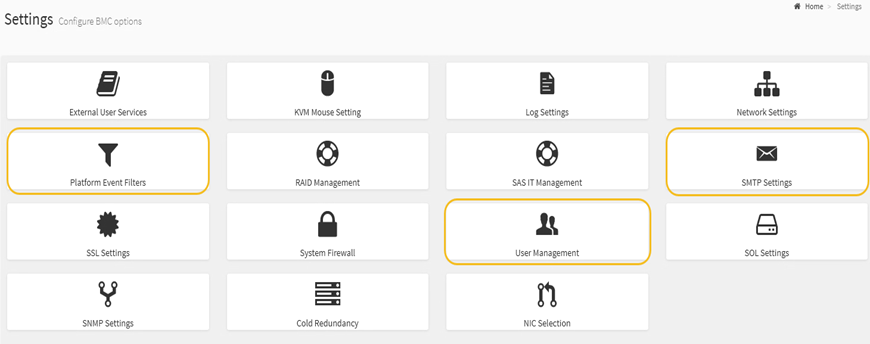 Home > Settings
Settings Configure BMC options
External User Services
KVM Mouse Setting
Log Settings
Network Settings
Platform Event Filters
RAID Management
SAS IT Management
SMTP Settings
SSL Settings
System Firewall
User Management
SOL Settings
SNMP Settings
Cold Redundancy
NIC Selection